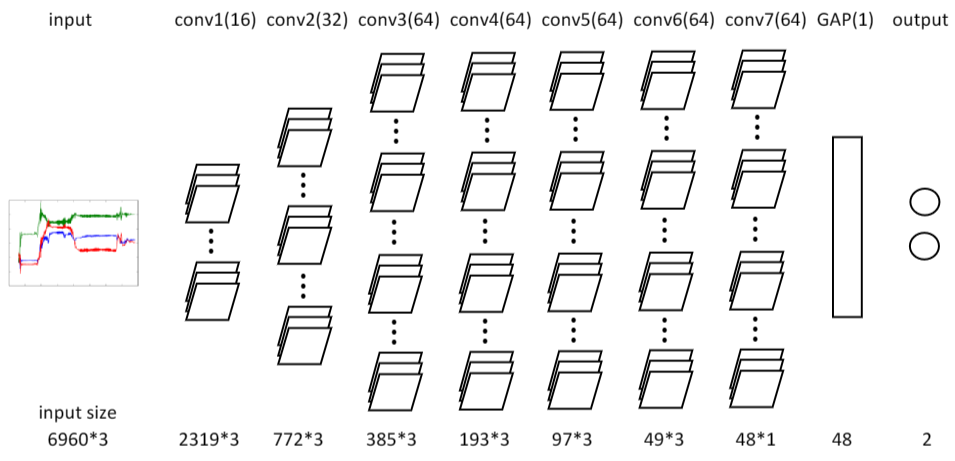 input conv1(16) conv2(32) conv3(64) conv4(64) conv5(64) conv6(64) conv7(64) GAP(1) output
input size
6960*3 2319*3 772*3 385*3 193*3 97*3 49*3 48*1 48 2